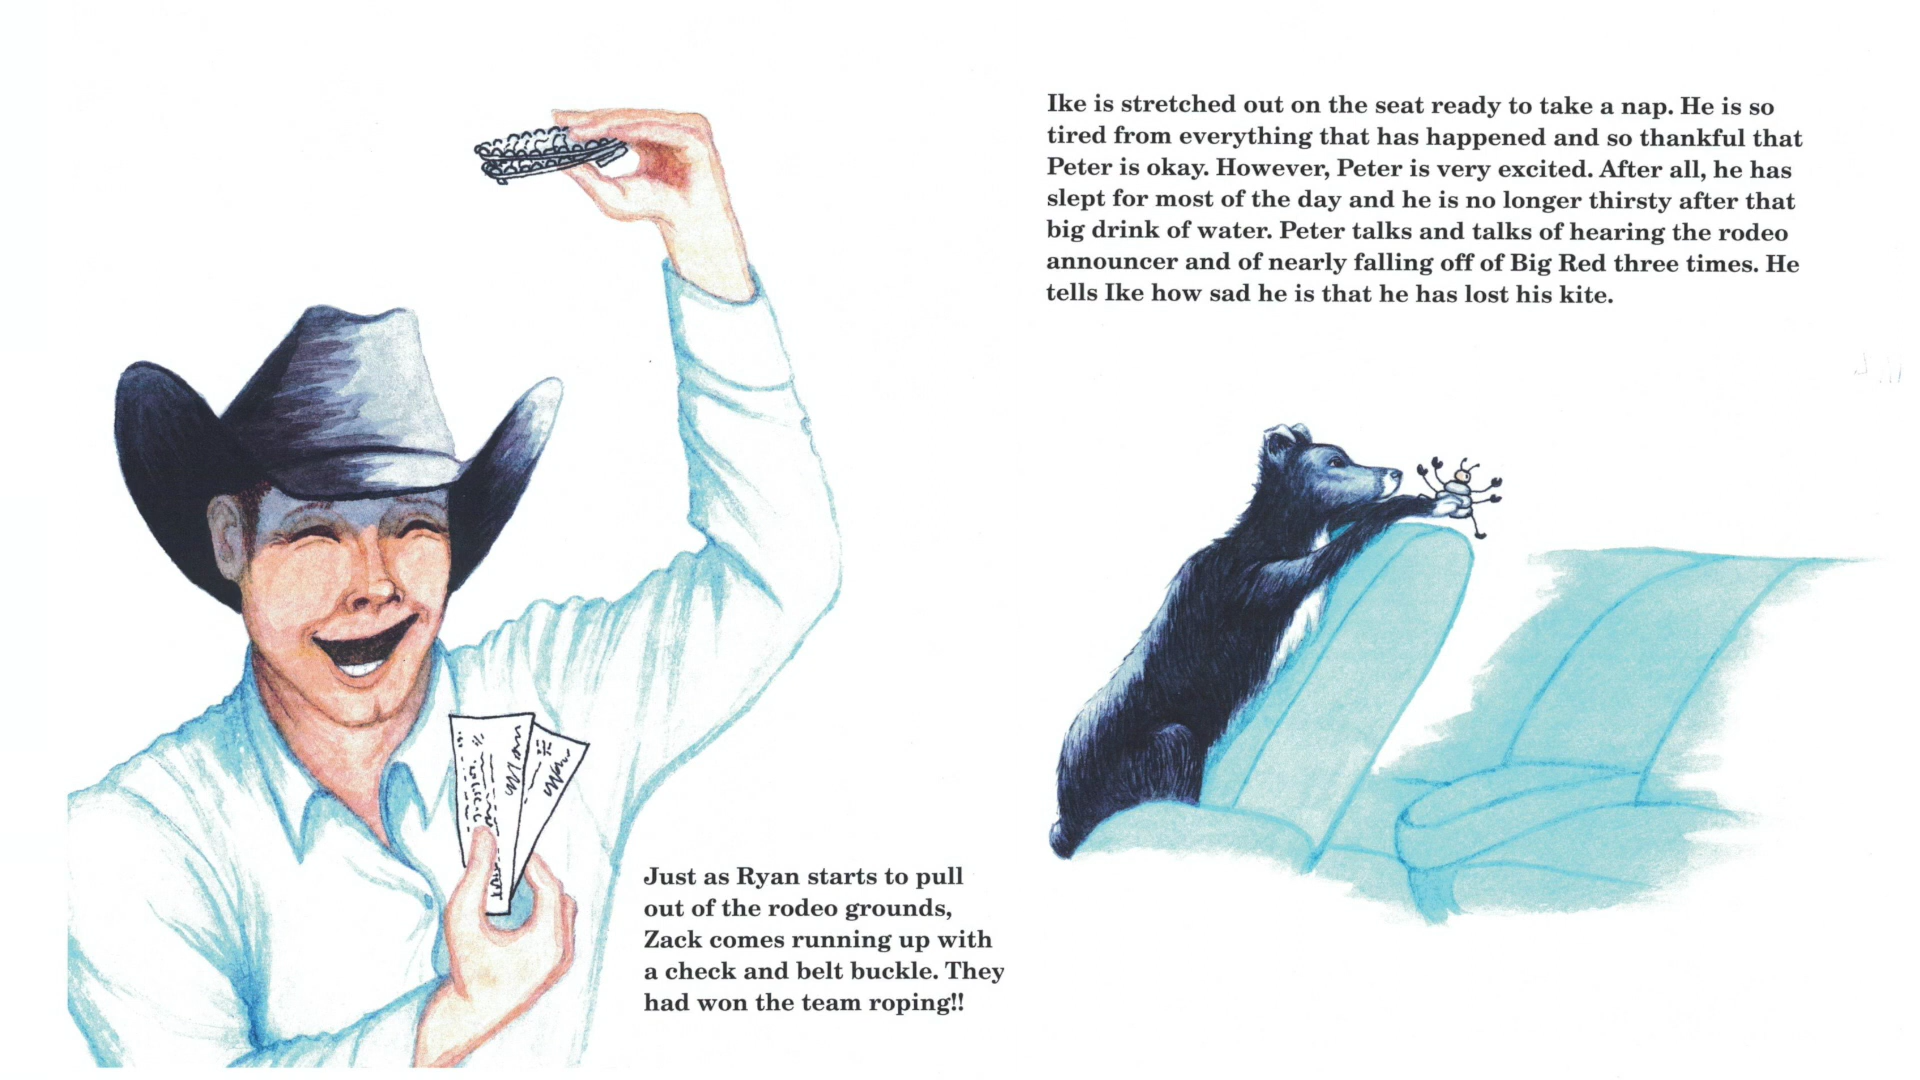 Just as Ryan starts to pull
out of the rodeo grounds,
Zack comes running up with
a check and belt buckle. They
had won the team roping!!
Ike is stretched out on the seat ready to take a nap. He is so
tired from everything that has happened and so thankful that
Peter is okay. However, Peter is very excited. After all, he has
slept for most of the day and he is no longer thirsty after that
big drink of water. Peter talks and talks of hearing the rodeo
announcer and of nearly falling off of Big Red three times. He
tells Ike how sad he is that he has lost his kite.